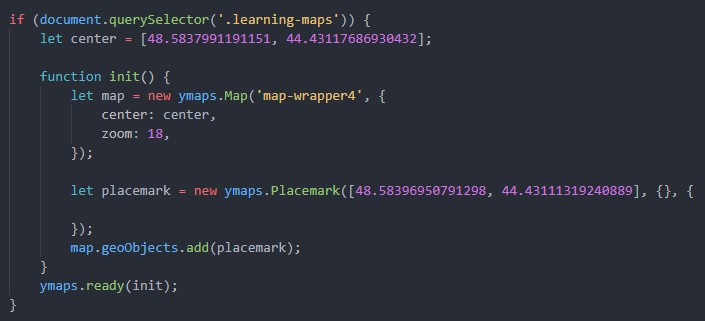 if (document.querySelector('.learning-maps')) {
    let center = [48.5837991191151, 44.43117686930432];

    function init() {
        let map = new ymaps.Map('map-wrapper4', {
            center: center,
            zoom: 18,
        });

        let placemark = new ymaps.Placemark([48.58396950791298, 44.43111319240889], {}, {

        });
        map.geoObjects.add(placemark);
    }
    ymaps.ready(init);
}